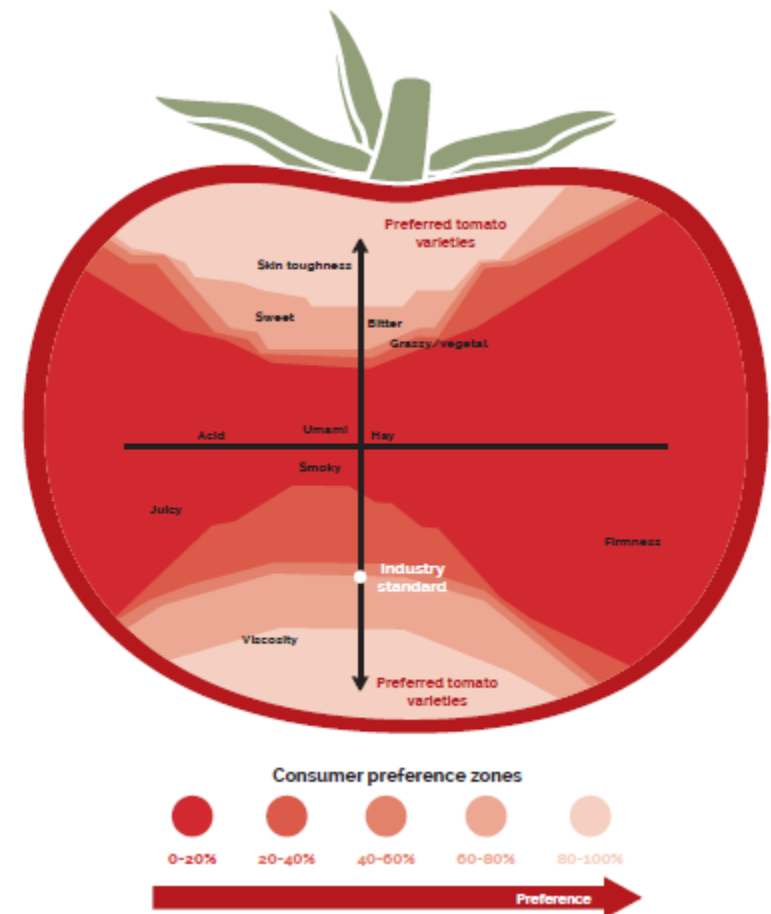 Preferred tomato
varieties
Skin toughness
Sweet
Bitter
Grassy/vegetal
Acid
Umami
Hay
Smoky
Juicy
Firmness
Industry
standard
Viscosity
Preferred tomato
varieties
Consumer preference zones
0-20%
20-40%
40-60%
60-80%
80-100%
Preference